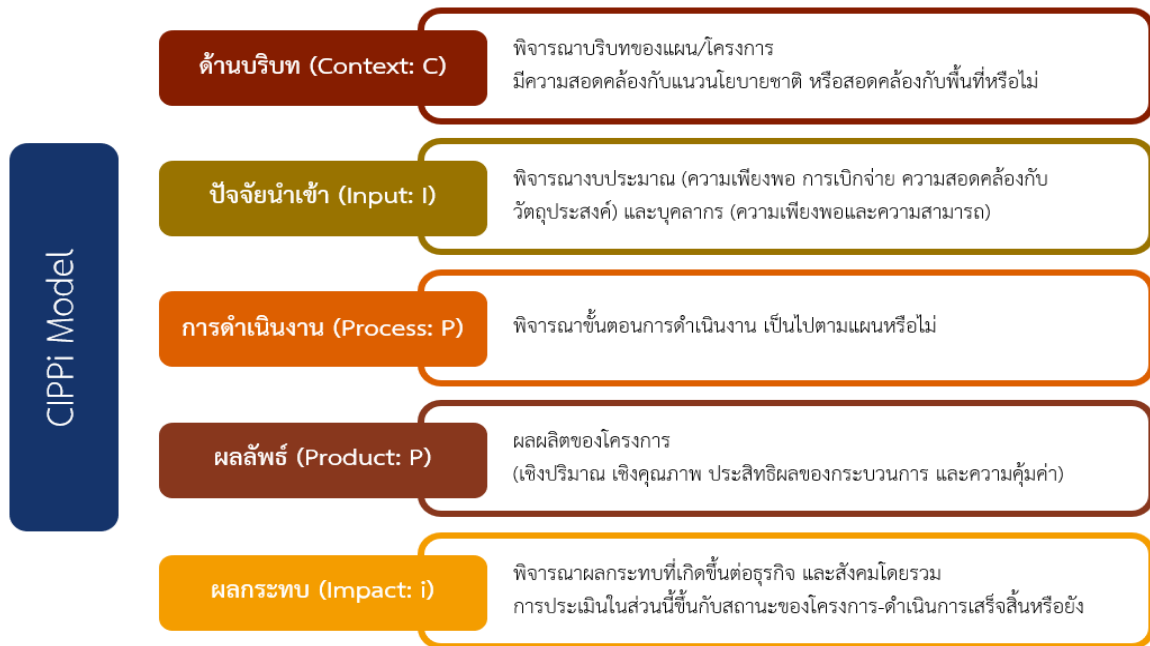 CIPPi Model
ด้านบริบท (Context: C)
พิจารณาบริบทของแผน/โครงการ
มีความสอดคล้องกับแนวนโยบายชาติ หรือสอดคล้องกับพื้นที่หรือไม่
ปัจจัยนำเข้า (Input: I)
พิจารณางบประมาณ (ความเพียงพอ การเบิกจ่าย ความสอดคล้องกับ
วัตถุประสงค์) และบุคลากร (ความเพียงพอและความสามารถ)
การดำเนินงาน (Process: P)
พิจารณาขั้นตอนการดำเนินงาน เป็นไปตามแผนหรือไม่
ผลลัพธ์ (Product: P)
ผลผลิตของโครงการ
(เชิงปริมาณ เชิงคุณภาพ ประสิทธิผลของกระบวนการ และความคุ้มค่า)
ผลกระทบ (Impact: i)
พิจารณาผลกระทบที่เกิดขึ้นต่อธุรกิจ และสังคมโดยรวม
การประเมินในส่วนนี้ขึ้นกับสถานะของโครงการ-ดำเนินการเสร็จสิ้นหรือยัง